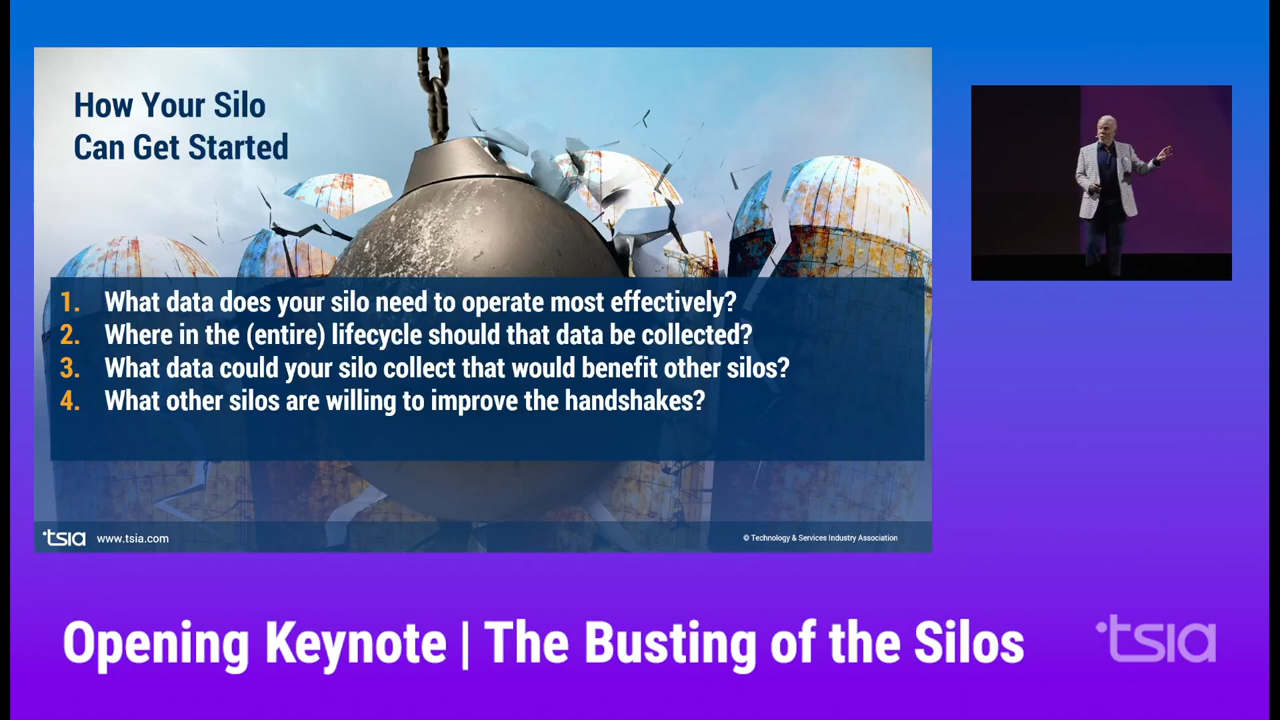 How Your Silo
Can Get Started
1. What data does your silo need to operate most effectively?
2. Where in the (entire) lifecycle should that data be collected?
3. What data could your silo collect that would benefit other silos?
4. What other silos are willing to improve the handshakes?
tsia www.tsia.com
© Technology & Services Industry Association
Opening Keynote | The Busting of the Silos
tsia